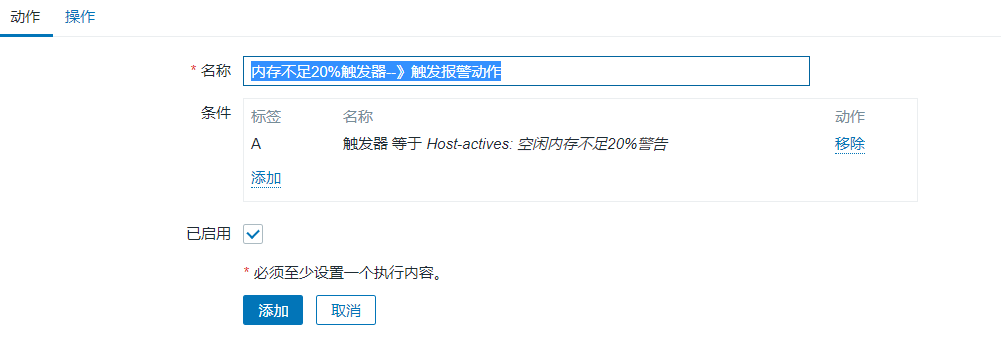 动作 操作
* 名称 内存不足20%触发器--》触发报警动作
条件 标签 名称 动作
A 触发器 等于 Host-actives: 空闲内存不足20%警告 移除
添加
已启用
* 必须至少设置一个执行内容。
添加 取消